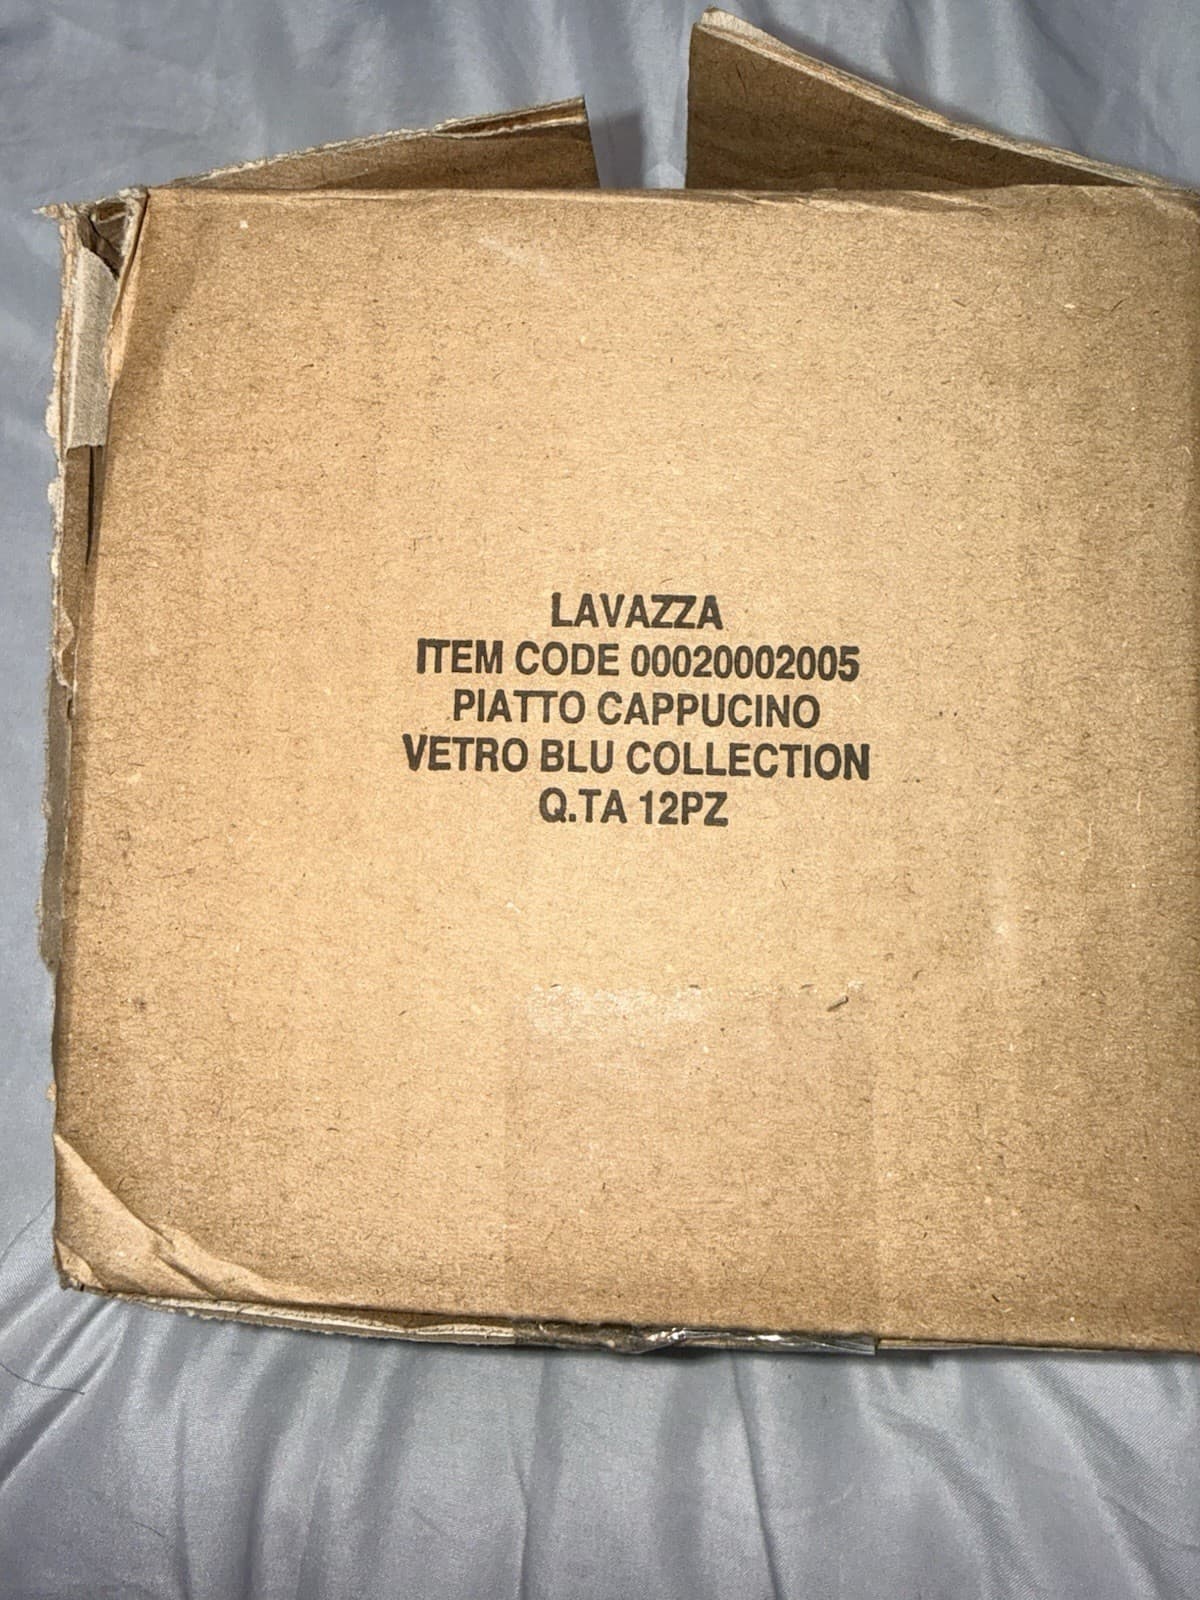 LAVAZZA
ITEM CODE 00020002005
PIATTO CAPPUCINO
VETRO BLU COLLECTION
Q.TA 12PZ